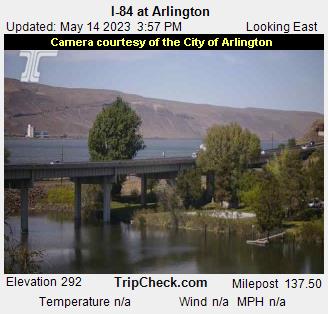 I-84 at Arlington
Updated: May 14 2023 3:57 PM Looking East
Camera courtesy of the City of Arlington
Elevation 292 TripCheck.com Milepost 137.50
Temperature n/a Wind n/a MPH n/a